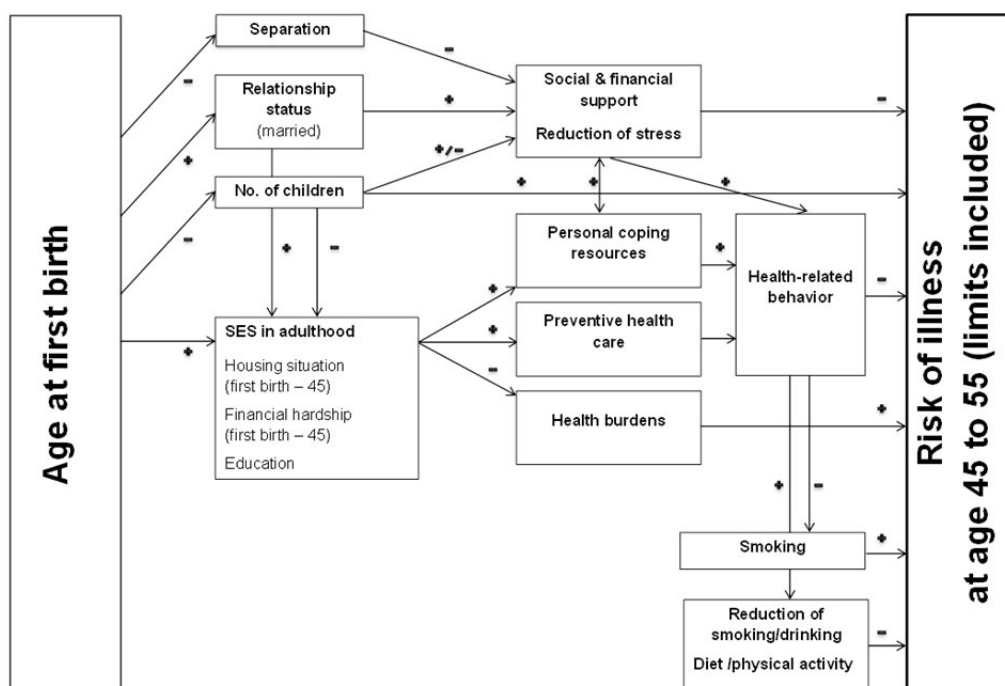 Age at first birth
Separation
Relationship
status
(married)
No. of children
SES in adulthood
Housing situation
(first birth – 45)
Financial hardship
(first birth – 45)
Education
Social & financial
support
Reduction of stress
Personal coping
resources
Preventive health
care
Health burdens
Health-related
behavior
Smoking
Reduction of
smoking/drinking
Diet /physical activity
Risk of illness
at age 45 to 55 (limits included)
-
+
-
+
-
+
+/-
+
-
+
+
-
+
+
+
+
+
-
-
-
+
+
-
-
+